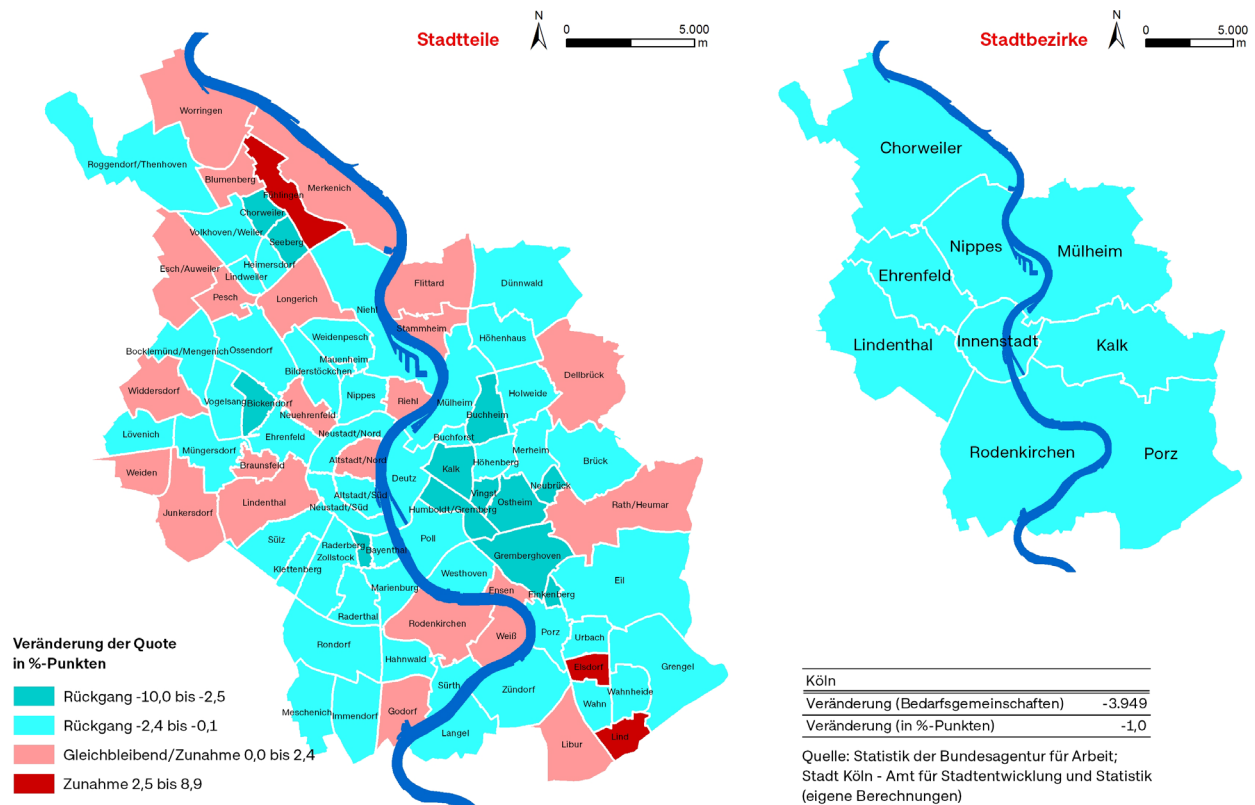 Stadtteile
N
0
5.000
m
Worringen
Roggendorf/Thenhoven
Blumenberg
Fühlingen
Merkenich
Chorweiler
Volkhoven/Weiler
Seeberg
Esch/Auweiler
Heimersdorf
Lindweiler
Pesch
Longerich
Niehl
Flittard
Dünnwald
Stammheim
Weidenpesch
Höhenhaus
Bocklemünd/Mengenich
Ossendorf
Mauenheim
Bilderstöckchen
Dellbrück
Widdersdorf
Vogelsang
Bickendorf
Nippes
Riehl
Mülheim
Holweide
Neuehrenfeld
Buchheim
Lövenich
Ehrenfeld
Neustadt/Nord
Buchforst
Müngersdorf
Merheim
Braunsfeld
Altstadt/Nord
Kalk
Höhenberg
Brück
Weiden
Deutz
Neubrück
Lindenthal
Altstadt/Süd
Vingst
Ostheim
Junkersdorf
Neustadt/Süd
Humboldt/Gremberg
Rath/Heumar
Sülz
Raderberg
Bayenthal
Poll
Zollstock
Gremberghoven
Klettenberg
Westhoven
Eil
Marienburg
Ensen
Finkenberg
Raderthal
Rodenkirchen
Weiß
Porz
Urbach
Rondorf
Hahnwald
Elsdorf
Grengel
Sürth
Zündorf
Wahnheide
Wahn
Meschenich
Immendorf
Godorf
Langel
Libur
Lind
Veränderung der Quote
in %-Punkten
Rückgang -10,0 bis -2,5
Rückgang -2,4 bis -0,1
Gleichbleibend/Zunahme 0,0 bis 2,4
Zunahme 2,5 bis 8,9
Stadtbezirke
N
0
5.000
m
Chorweiler
Nippes
Mülheim
Ehrenfeld
Lindenthal
Innenstadt
Kalk
Rodenkirchen
Porz
Köln
Veränderung (Bedarfsgemeinschaften) -3.949
Veränderung (in %-Punkten) -1,0
Quelle: Statistik der Bundesagentur für Arbeit;
Stadt Köln - Amt für Stadtentwicklung und Statistik
(eigene Berechnungen)